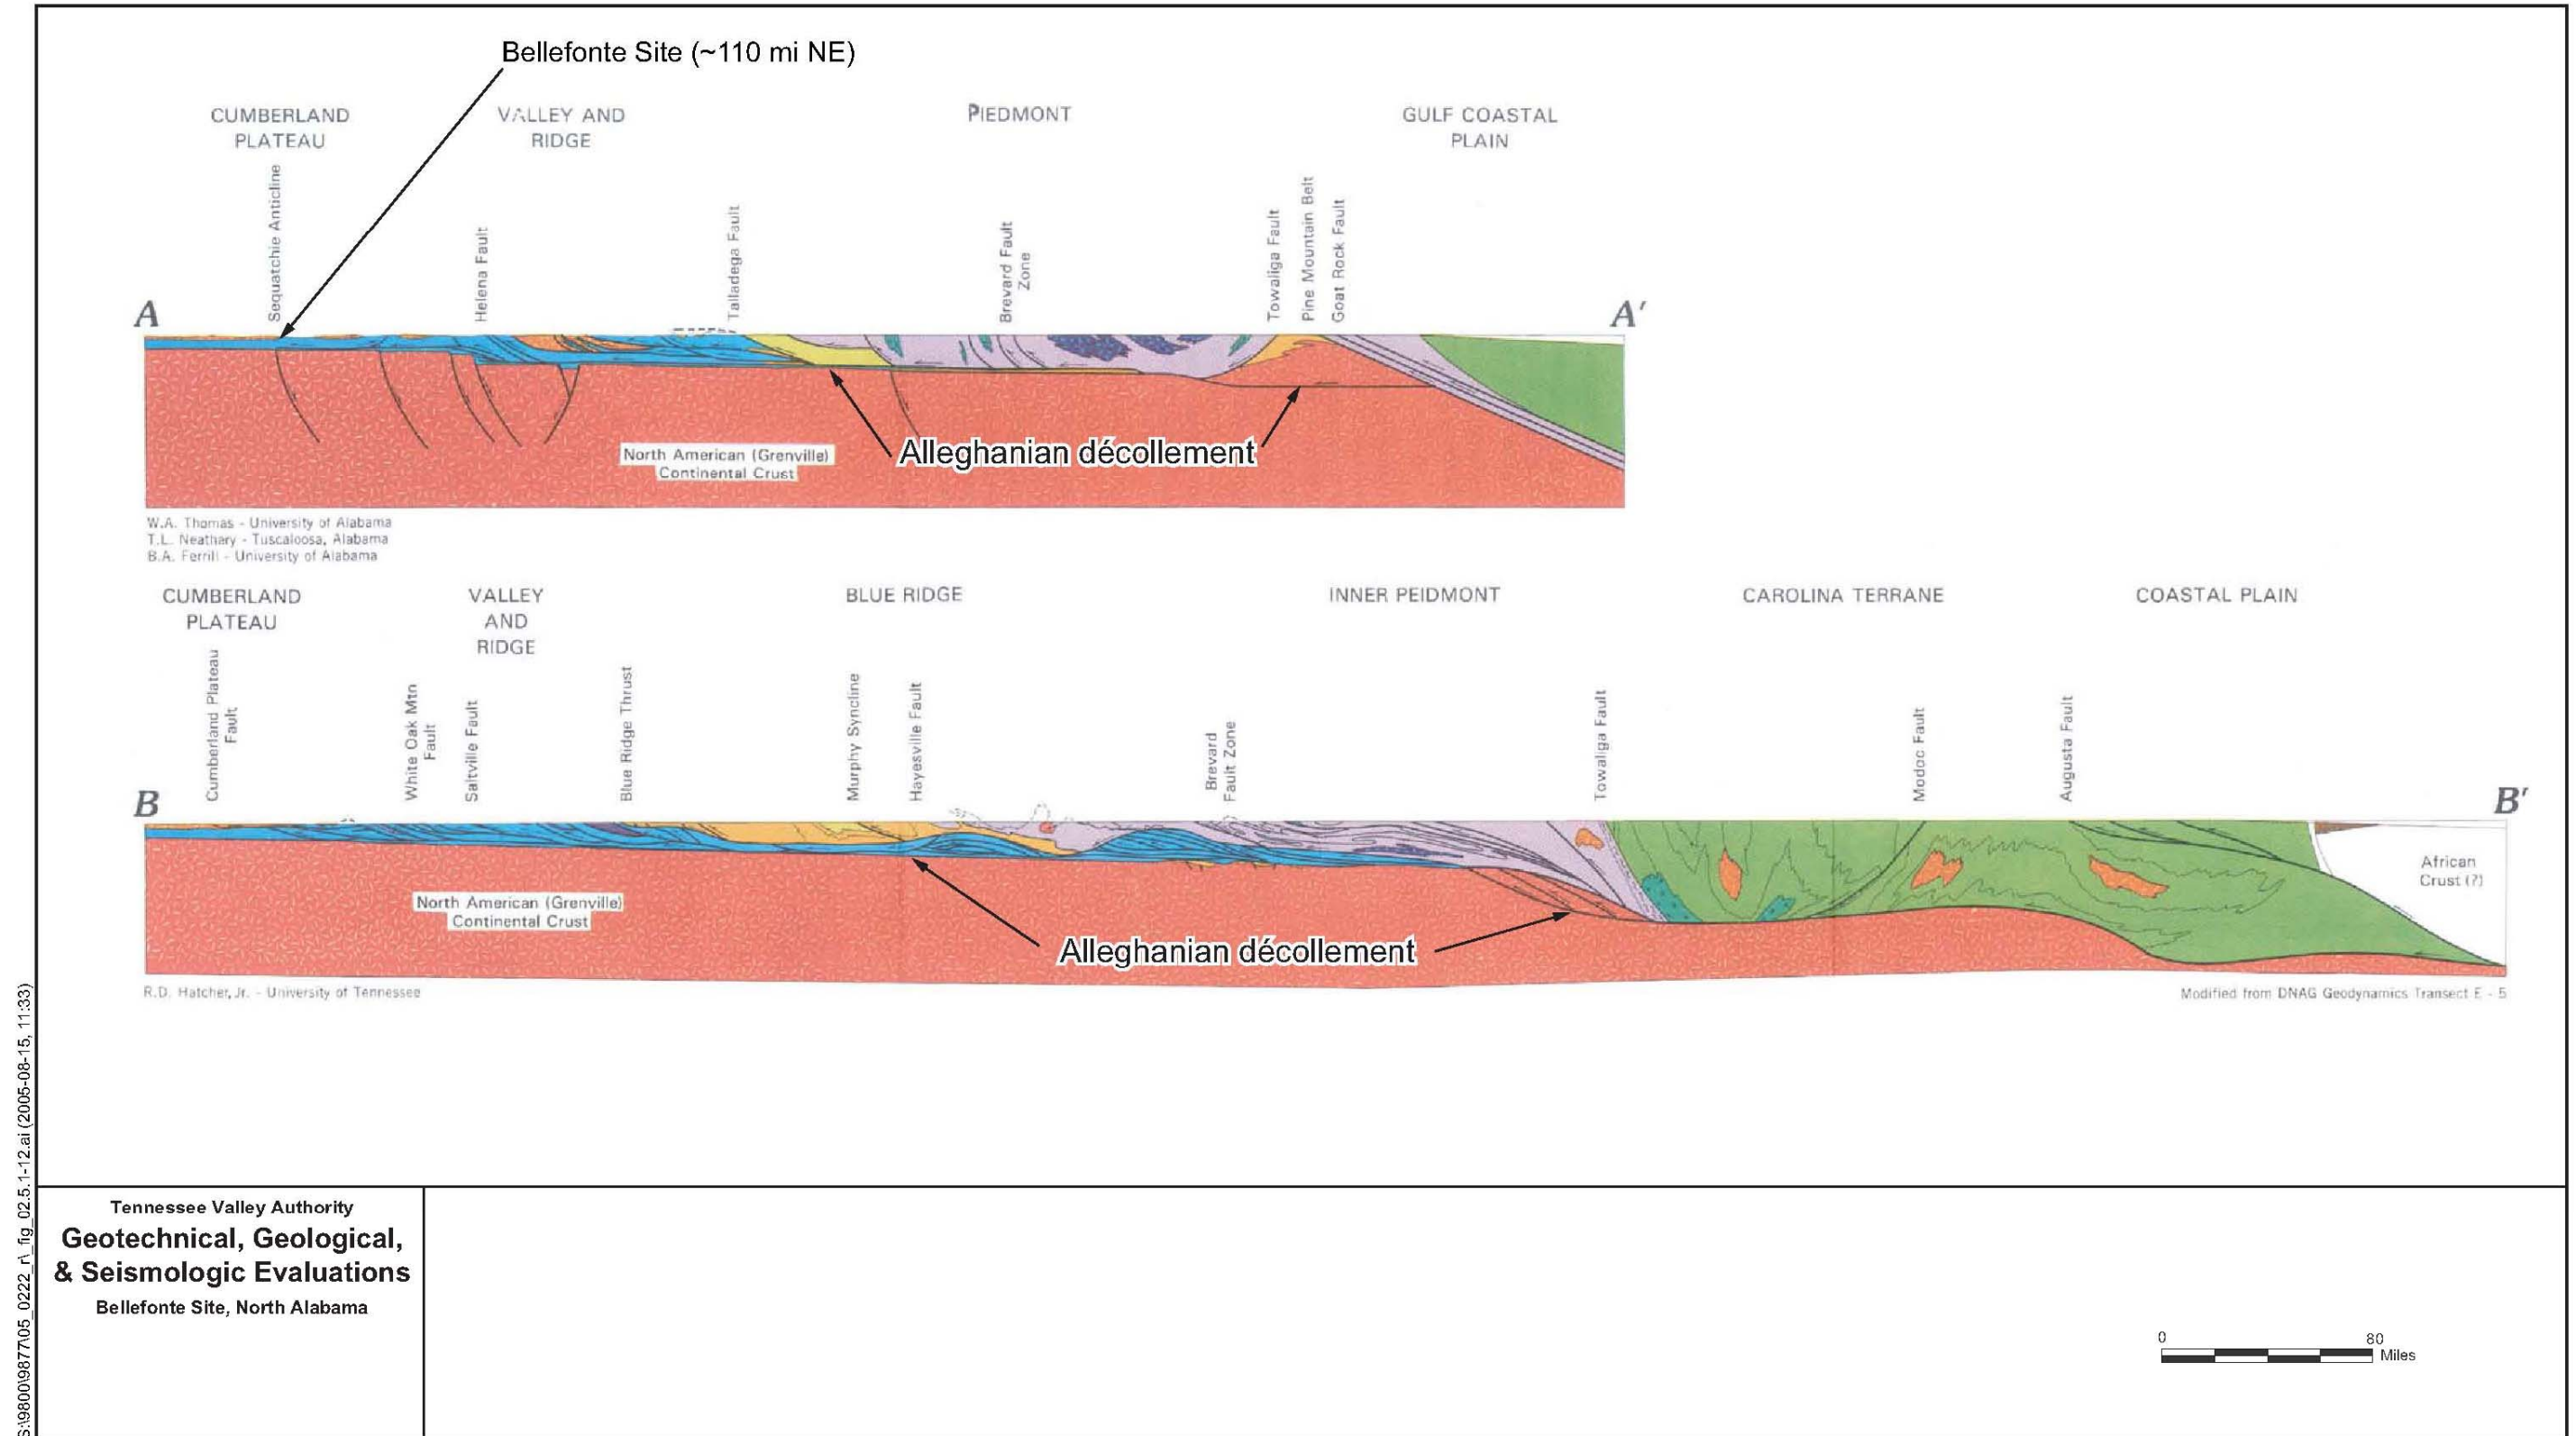 Bellefonte Site (~110 mi NE)
CUMBERLAND
PLATEAU
VALLEY AND
RIDGE
PIEDMONT
GULF COASTAL
PLAIN
Sequatchie Anticline
Helena Fault
Talladega Fault
Brevard Fault
Zone
Towaliga Fault
Pine Mountain Belt
Goat Rock Fault
A
A′
North American (Grenville)
Continental Crust
Alleghanian décollement
W.A. Thomas - University of Alabama
T.L. Neathary - Tuscaloosa, Alabama
B.A. Ferrill - University of Alabama
CUMBERLAND
PLATEAU
VALLEY
AND
RIDGE
BLUE RIDGE
INNER PEIDMONT
CAROLINA TERRANE
COASTAL PLAIN
Cumberland Plateau
Fault
White Oak Mtn
Fault
Saltville Fault
Blue Ridge Thrust
Murphy Syncline
Hayesville Fault
Brevard
Fault Zone
Towaliga Fault
Modoc Fault
Augusta Fault
B
B′
African
Crust (?)
North American (Grenville)
Continental Crust
Alleghanian décollement
R.D. Hatcher, Jr. - University of Tennessee
Modified from DNAG Geodynamics Transect E - 5
S:\9800\9877\05_0222_r\_fig_02.5.1-12.ai (2005-08-15, 11:33)
Tennessee Valley Authority
Geotechnical, Geological,
& Seismologic Evaluations
Bellefonte Site, North Alabama
0 80
Miles